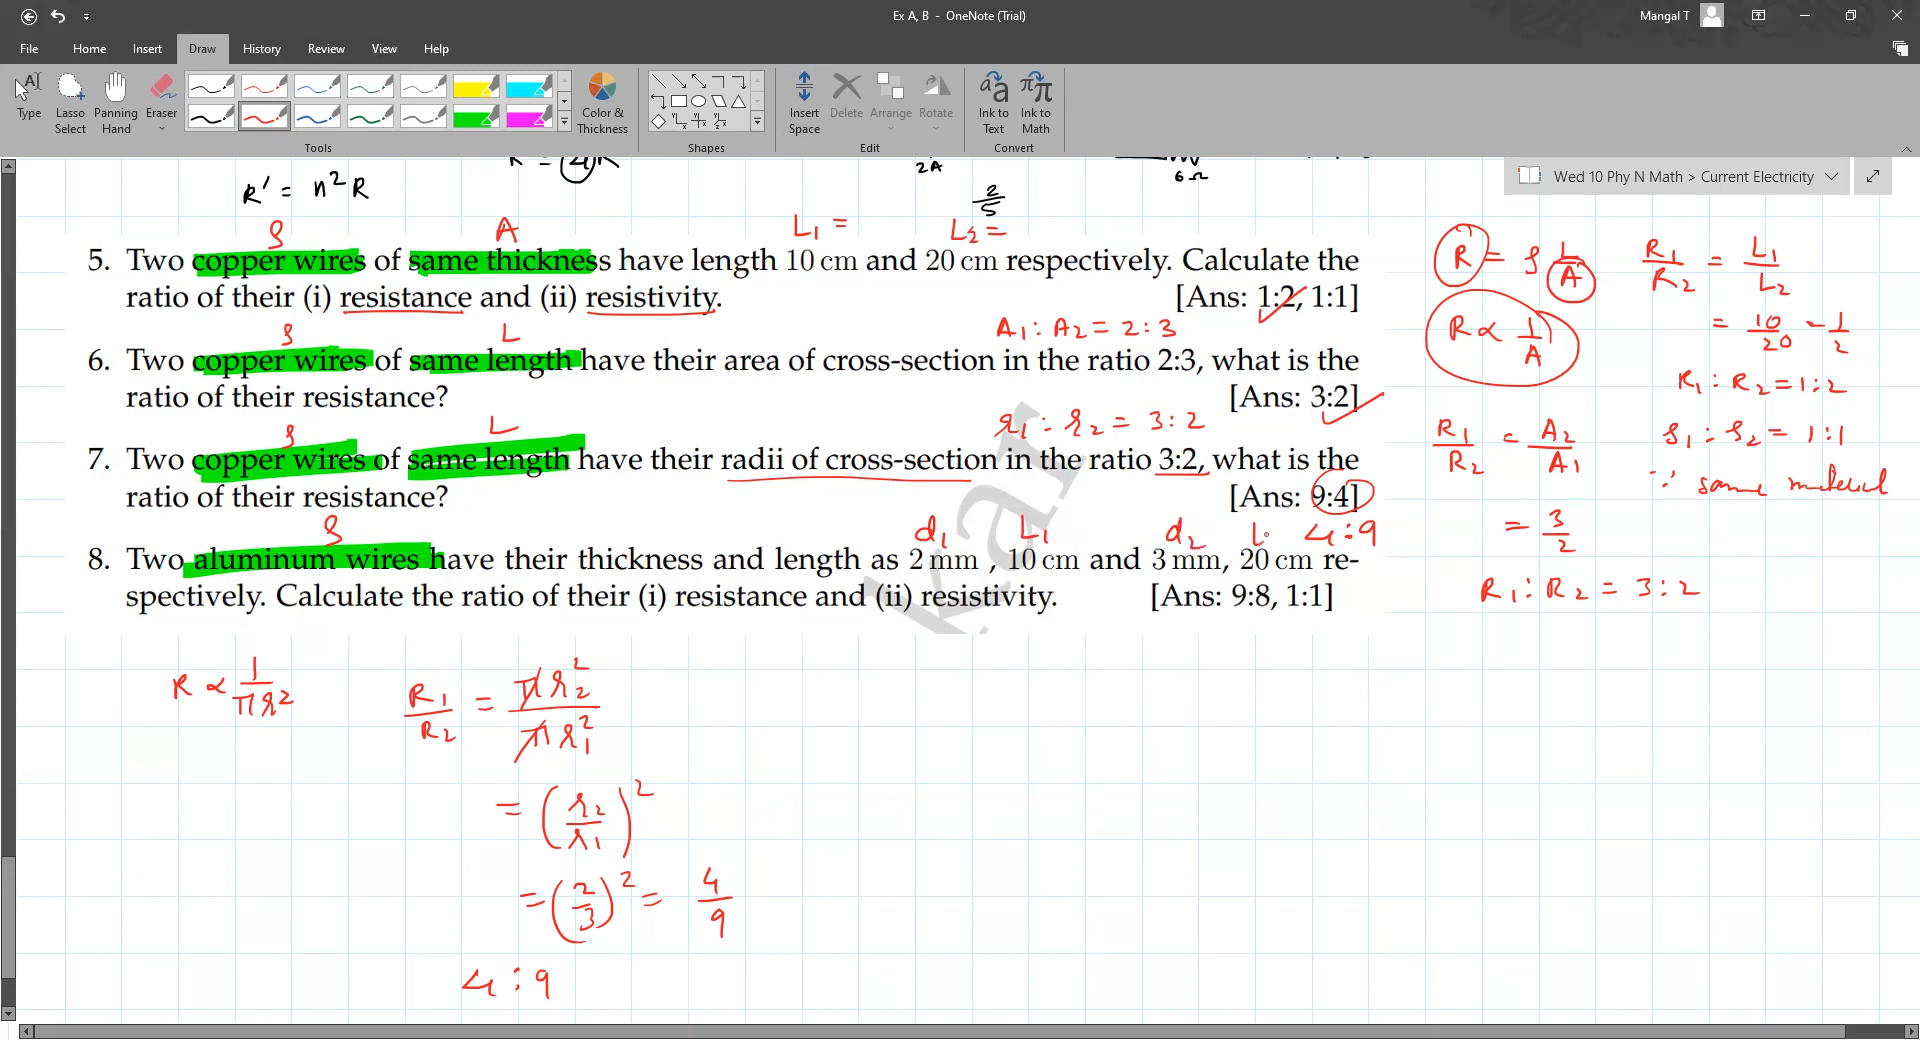 Ex A, B - OneNote (Trial)
Mangal T
File Home Insert Draw History Review View Help
Type Lasso Select Panning Hand Eraser Color & Thickness Insert Space Delete Arrange Rotate Ink to Text Ink to Math
Tools Shapes Edit Convert
Wed 10 Phy N Math > Current Electricity
2A
6Ω
R' = n² R
2/5
ρ A L₁ = L₂ =
5. Two copper wires of same thickness have length 10 cm and 20 cm respectively. Calculate the
ratio of their (i) resistance and (ii) resistivity. [Ans: 1:2, 1:1]
ρ L A₁ : A₂ = 2 : 3
6. Two copper wires of same length have their area of cross-section in the ratio 2:3, what is the
ratio of their resistance? [Ans: 3:2]
ρ L r₁ : r₂ = 3 : 2
7. Two copper wires of same length have their radii of cross-section in the ratio 3:2, what is the
ratio of their resistance? [Ans: 9:4]
ρ d₁ L₁ d₂ L 4 : 9
8. Two aluminum wires have their thickness and length as 2 mm , 10 cm and 3 mm, 20 cm re-
spectively. Calculate the ratio of their (i) resistance and (ii) resistivity. [Ans: 9:8, 1:1]
kar
R = ρ L/A
R ∝ 1/A
R₁/R₂ = A₂/A₁
= 3/2
R₁ : R₂ = 3 : 2
R₁/R₂ = L₁/L₂
= 10/20 = 1/2
R₁ : R₂ = 1 : 2
ρ₁ : ρ₂ = 1 : 1
∵ same material
R ∝ 1/πr²
R₁/R₂ = πr₂²/πr₁²
= (r₂/r₁)²
= (2/3)² = 4/9
4 : 9